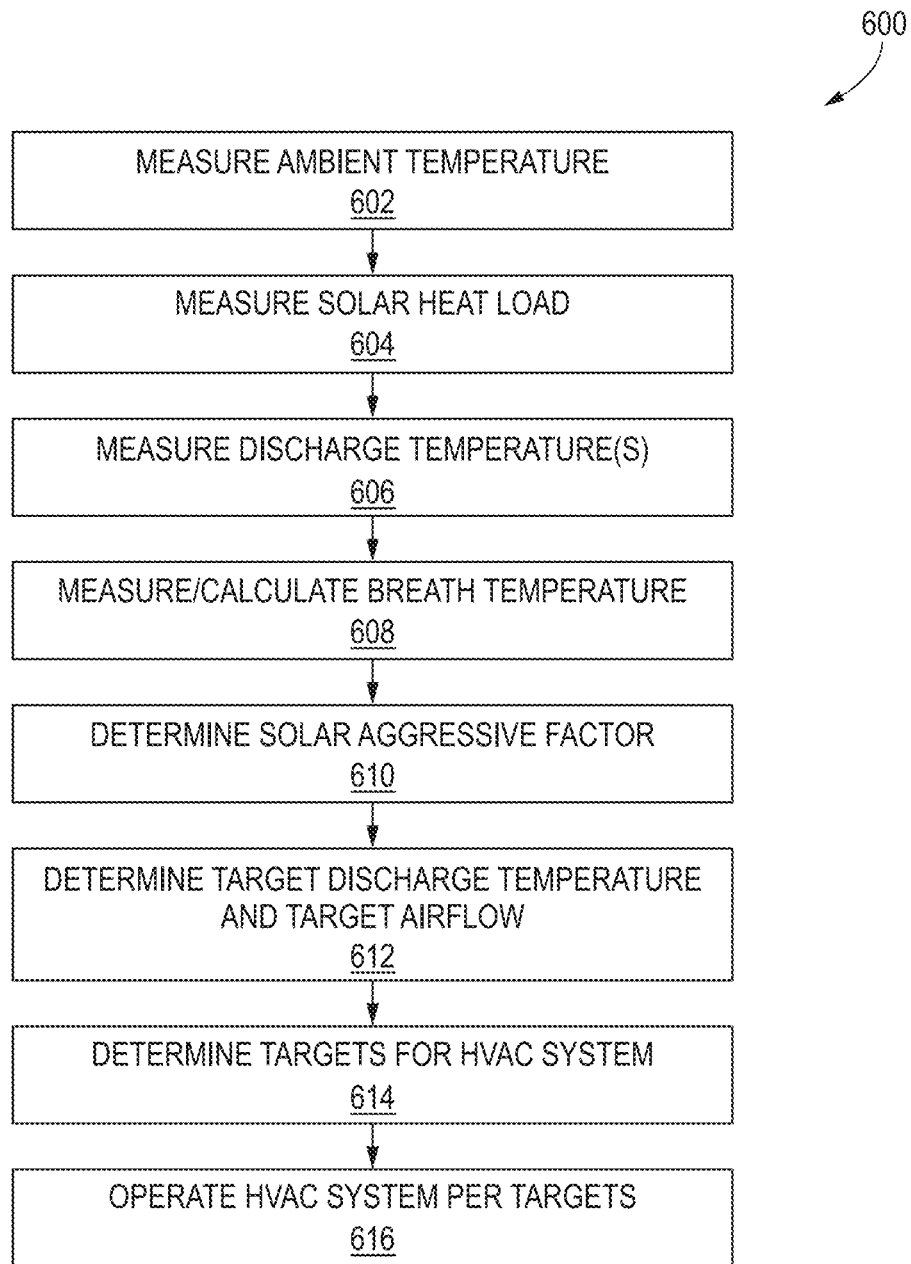 600
MEASURE AMBIENT TEMPERATURE
602
MEASURE SOLAR HEAT LOAD
604
MEASURE DISCHARGE TEMPERATURE(S)
606
MEASURE/CALCULATE BREATH TEMPERATURE
608
DETERMINE SOLAR AGGRESSIVE FACTOR
610
DETERMINE TARGET DISCHARGE TEMPERATURE
AND TARGET AIRFLOW
612
DETERMINE TARGETS FOR HVAC SYSTEM
614
OPERATE HVAC SYSTEM PER TARGETS
616